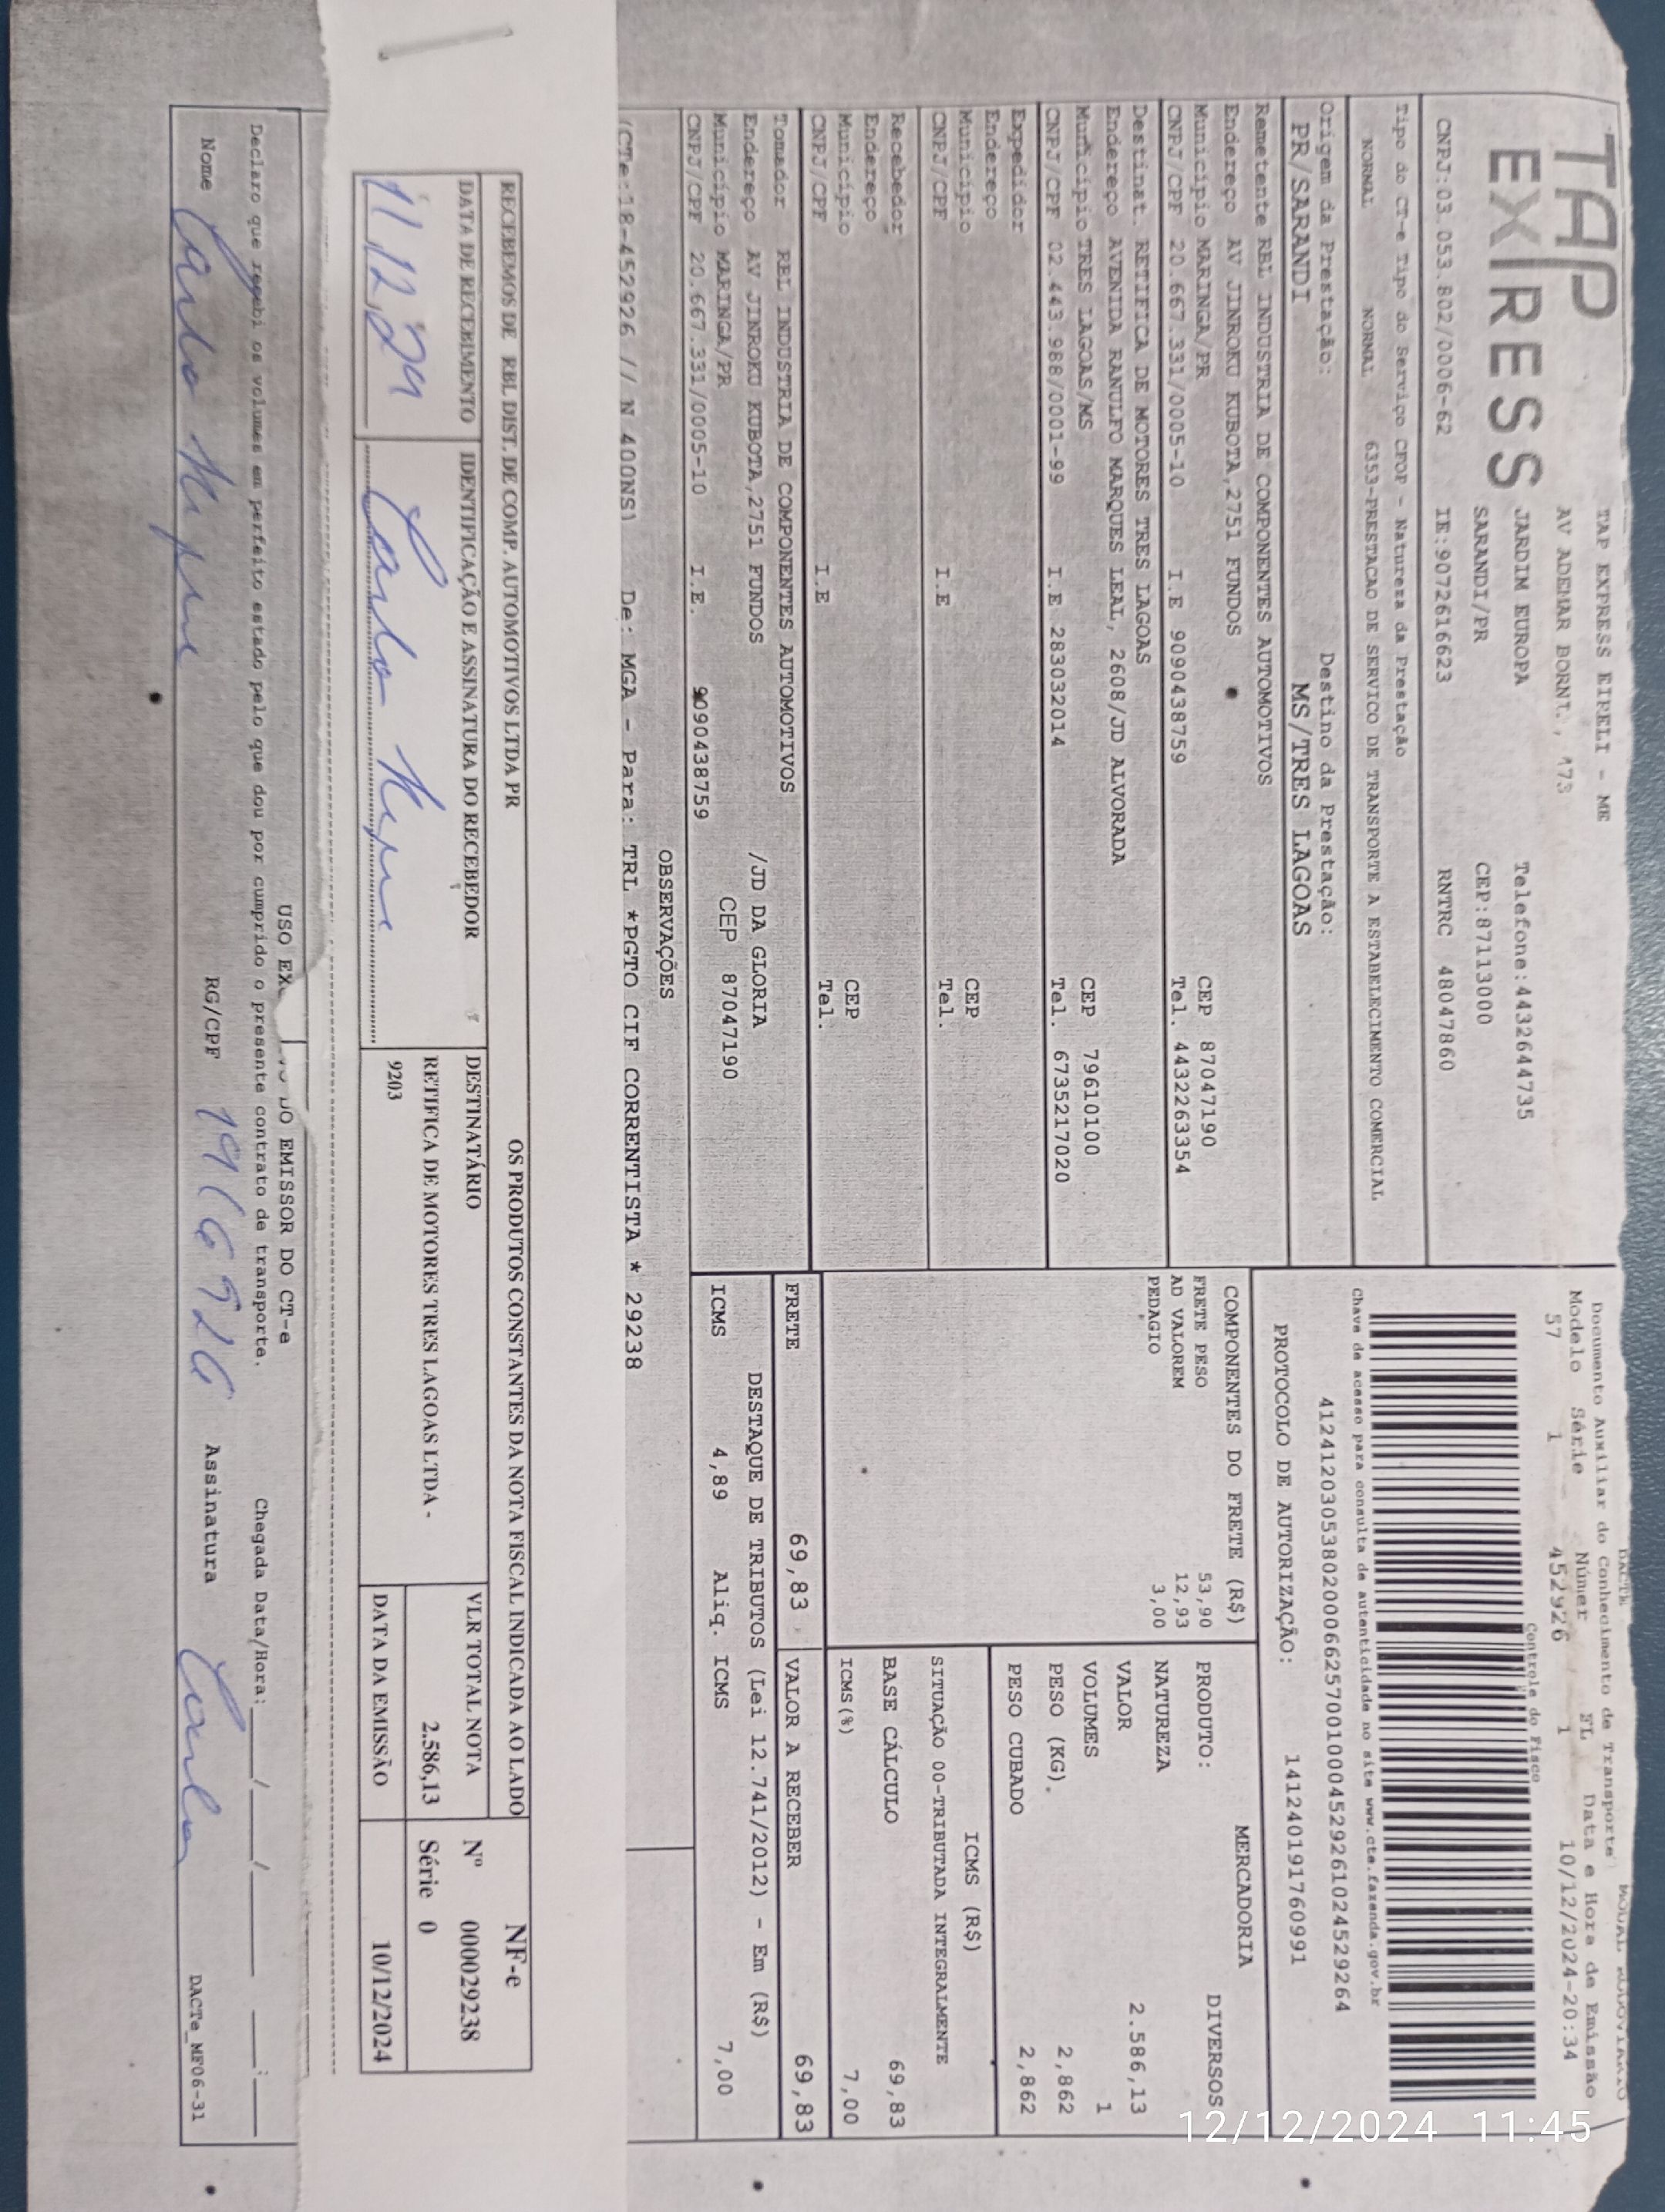 TAP
EXPRESS
TAP EXPRESS EIRELI - ME
AV ADEMAR BORNI., 473
JARDIM EUROPA Telefone:4432644735
SARANDI/PR CEP:87113000
CNPJ:03.053.802/0006-62 IE:9072616623 RNTRC 48047860
Documento Auxiliar do Conhecimento de Transporte
Modelo Série Númer FL Data e Hora de Emissão
57 1 452926 1 10/12/2024-20:34
Controle do Fisco
Tipo do CT-e Tipo do Serviço CFOP - Natureza da Prestação
NORMAL NORMAL 6353-PRESTACAO DE SERVICO DE TRANSPORTE A ESTABELECIMENTO COMERCIAL
Chave de acesso para consulta de autenticidade no site www.cte.fazenda.gov.br
41241203053802000662570010004529261024529264
Origem da Prestação: Destino da Prestação:
PR/SARANDI MS/TRES LAGOAS
PROTOCOLO DE AUTORIZAÇÃO: 141240191760991
Remetente RBL INDUSTRIA DE COMPONENTES AUTOMOTIVOS
Endereço AV JINROKU KUBOTA,2751 FUNDOS
Município MARINGA/PR CEP 87047190
CNPJ/CPF 20.667.331/0005-10 I.E 9090438759 Tel. 4432263354
Destinat. RETIFICA DE MOTORES TRES LAGOAS
Endereço AVENIDA RANULFO MARQUES LEAL, 2608/JD ALVORADA
Município TRES LAGOAS/MS CEP 79610100
CNPJ/CPF 02.443.988/0001-99 I.E 283032014 Tel. 6735217020
Expedidor
Endereço
Município CEP
CNPJ/CPF I.E Tel.
Recebedor
Endereço
Município CEP
CNPJ/CPF I.E Tel.
Tomador RBL INDUSTRIA DE COMPONENTES AUTOMOTIVOS
Endereço AV JINROKU KUBOTA,2751 FUNDOS /JD DA GLORIA
Município MARINGA/PR CEP 87047190
CNPJ/CPF 20.667.331/0005-10 I.E. 9090438759
COMPONENTES DO FRETE (R$)
FRETE PESO 53,90
AD VALOREM 12,93
PEDAGIO 3,00
MERCADORIA
PRODUTO: DIVERSOS
NATUREZA
VALOR 2.586,13
VOLUMES 1
PESO (KG). 2,862
PESO CUBADO 2,862
ICMS (R$)
SITUAÇÃO 00-TRIBUTADA INTEGRALMENTE
BASE CÁLCULO 69,83
ICMS(%) 7,00
FRETE 69,83 VALOR A RECEBER 69,83
DESTAQUE DE TRIBUTOS (Lei 12.741/2012) - Em (R$)
ICMS 4,89 Aliq. ICMS 7,00
OBSERVAÇÕES
(CTe:18-452926 // N 400NS) De: MGA - Para: TRL *PGTO CIF CORRENTISTA * 29238
RECEBEMOS DE RBL DIST. DE COMP. AUTOMOTIVOS LTDA PR OS PRODUTOS CONSTANTES DA NOTA FISCAL INDICADA AO LADO
NF-e
DATA DE RECEBIMENTO IDENTIFICAÇÃO E ASSINATURA DO RECEBEDOR DESTINATÁRIO VLR TOTAL NOTA Nº 000029238
RETIFICA DE MOTORES TRES LAGOAS LTDA - 2.586,13 Série 0
9203
DATA DA EMISSÃO 10/12/2024
11,12,24
USO EX DO EMISSOR DO CT-e
Declaro que recebi os volumes em perfeito estado pelo que dou por cumprido o presente contrato de transporte. Chegada Data/Hora: / / :
Nome RG/CPF Assinatura
DACTe_MF06-31
12/12/2024 11:45